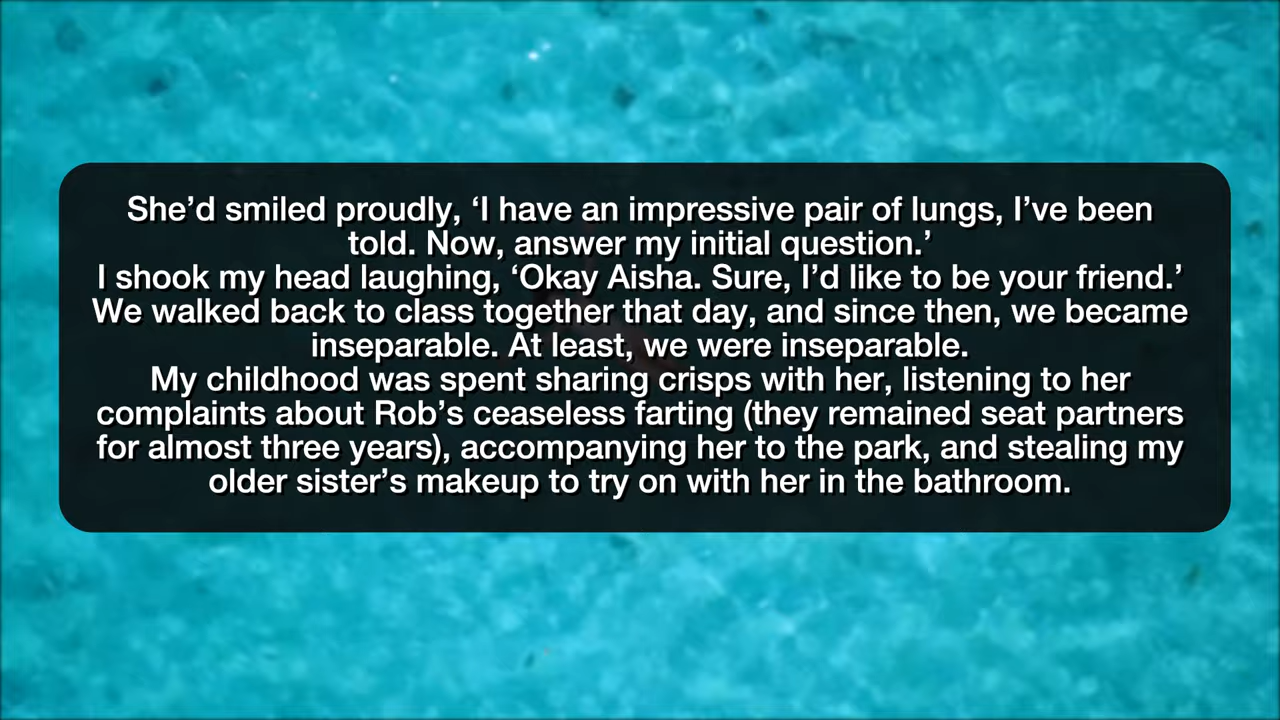 She’d smiled proudly, ‘I have an impressive pair of lungs, I’ve been
told. Now, answer my initial question.’
I shook my head laughing, ‘Okay Aisha. Sure, I’d like to be your friend.’
We walked back to class together that day, and since then, we became
inseparable. At least, we were inseparable.
My childhood was spent sharing crisps with her, listening to her
complaints about Rob’s ceaseless farting (they remained seat partners
for almost three years), accompanying her to the park, and stealing my
older sister’s makeup to try on with her in the bathroom.